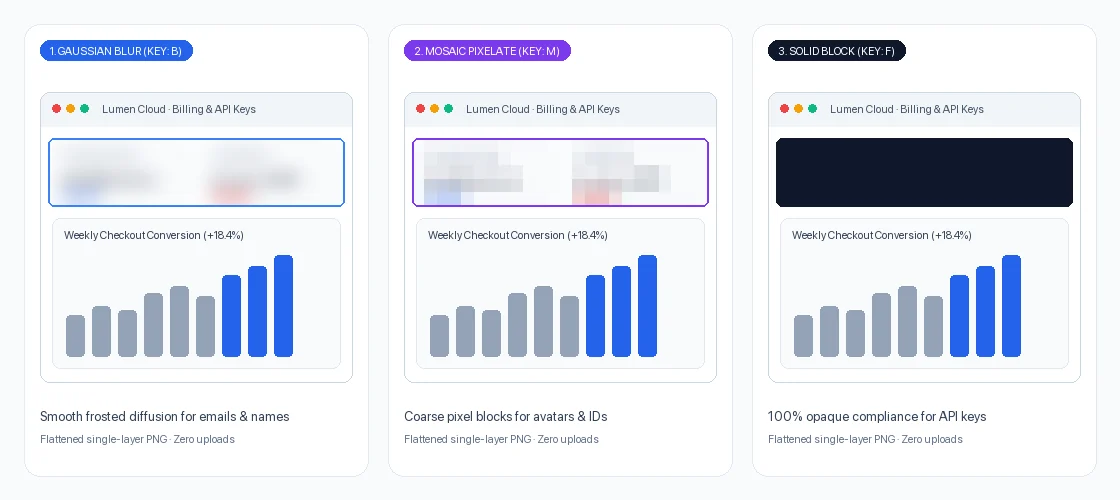 1. GAUSSIAN BLUR (KEY: B)
Lumen Cloud · Billing & API Keys
Weekly Checkout Conversion (+18.4%)
Smooth frosted diffusion for emails & names
Flattened single-layer PNG · Zero uploads
2. MOSAIC PIXELATE (KEY: M)
Lumen Cloud · Billing & API Keys
Weekly Checkout Conversion (+18.4%)
Coarse pixel blocks for avatars & IDs
Flattened single-layer PNG · Zero uploads
3. SOLID BLOCK (KEY: F)
Lumen Cloud · Billing & API Keys
Weekly Checkout Conversion (+18.4%)
100% opaque compliance for API keys
Flattened single-layer PNG · Zero uploads